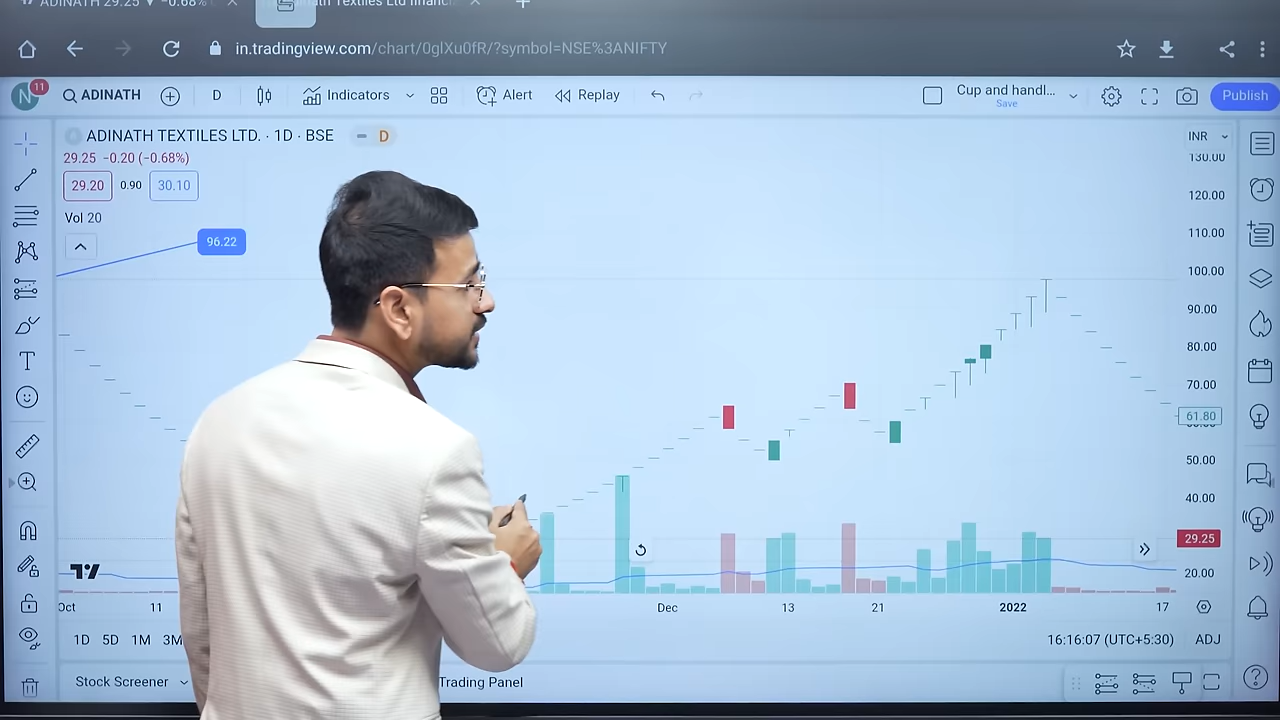 ADINATH 29.25 ▼ −0.68%
Adinath Textiles Ltd financi
in.tradingview.com/chart/0glXu0fR/?symbol=NSE%3ANIFTY
N 11
ADINATH
D
Indicators
Alert
Replay
Cup and handl...
Save
Publish
ADINATH TEXTILES LTD. · 1D · BSE
D
INR
29.25 −0.20 (−0.68%)
29.20 0.90 30.10
Vol 20
96.22
130.00
120.00
110.00
100.00
90.00
80.00
70.00
61.80
50.00
40.00
29.25
20.00
Oct 11 Dec 13 21 2022 17
1D 5D 1M 3M
16:16:07 (UTC+5:30) ADJ
Stock Screener
Trading Panel